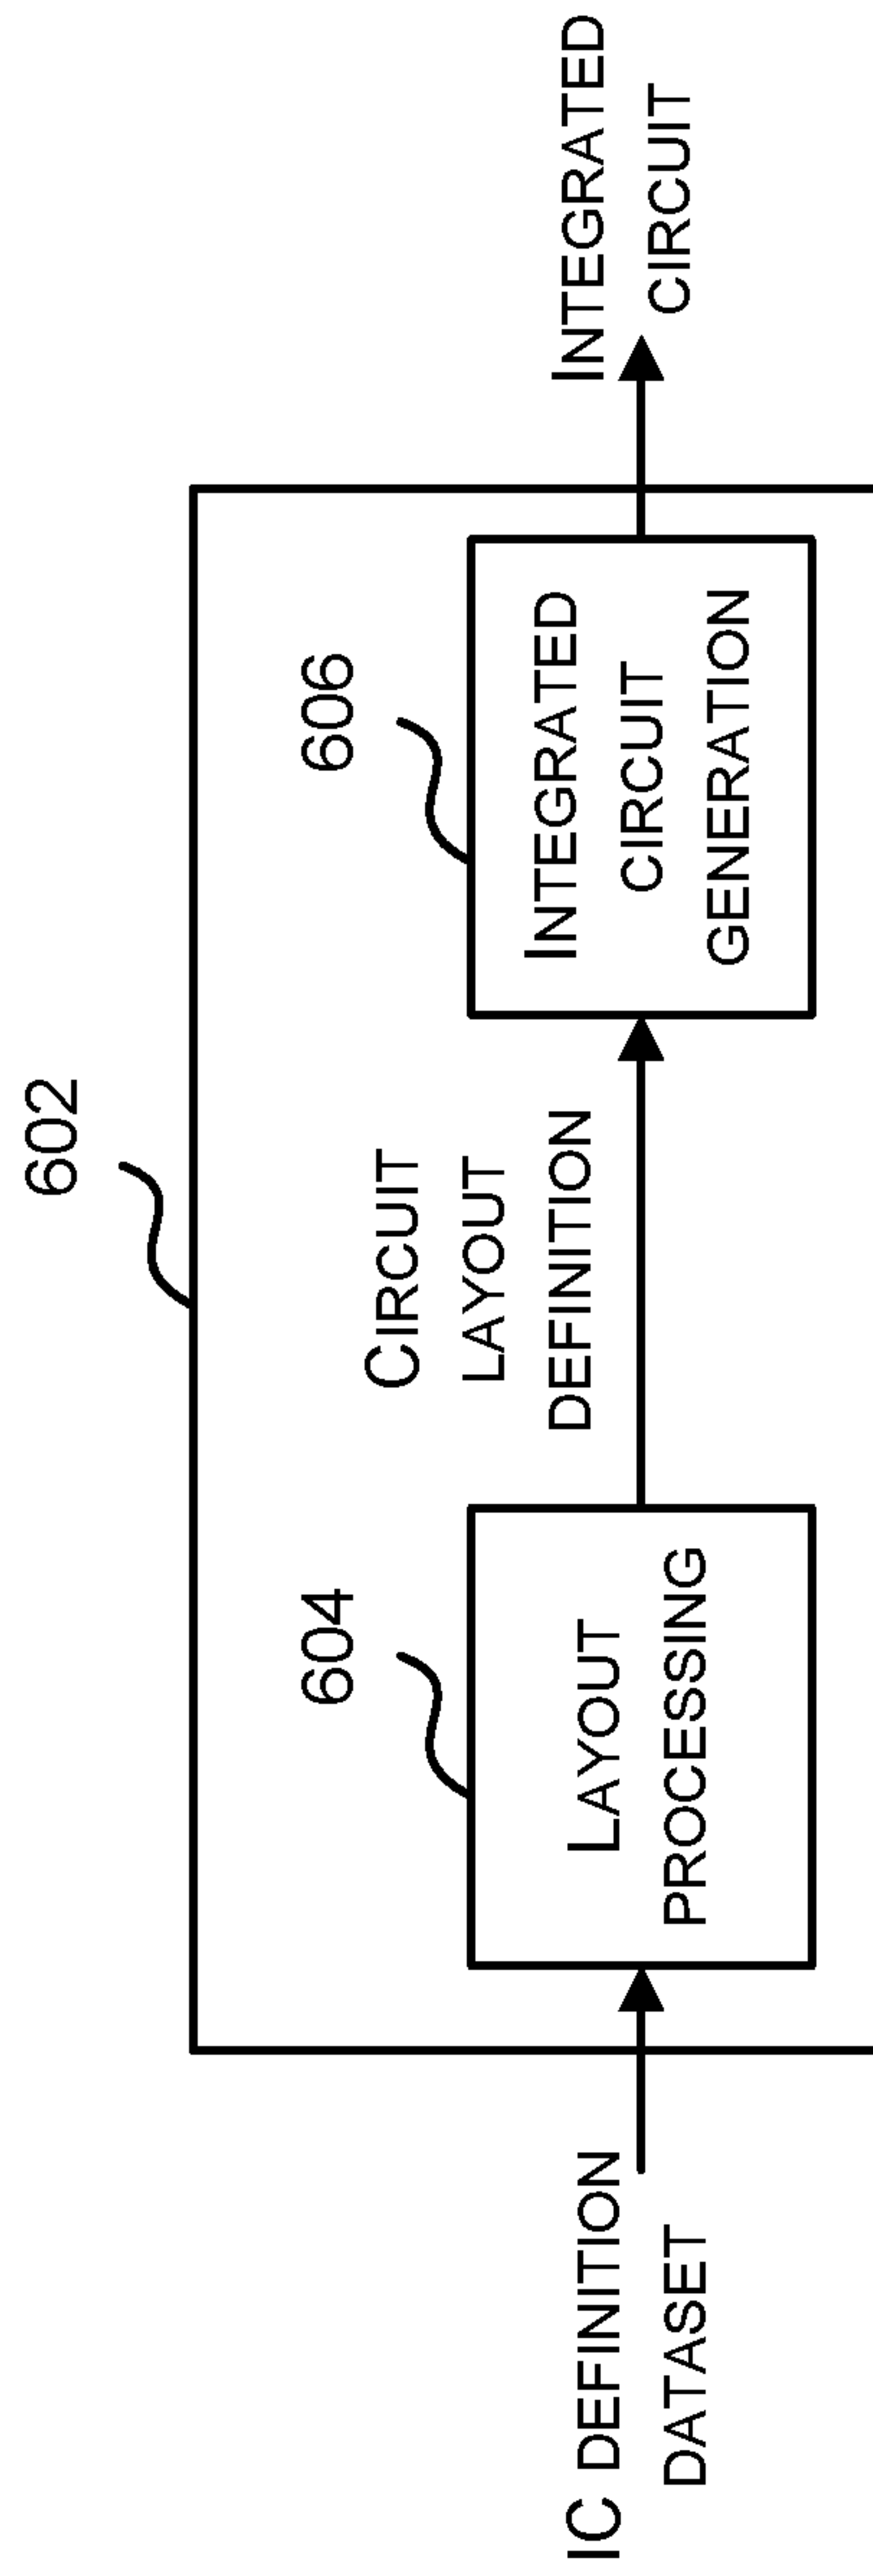 602
604
606
IC DEFINITION
DATASET
LAYOUT
PROCESSING
CIRCUIT
LAYOUT
DEFINITION
INTEGRATED
CIRCUIT
GENERATION
INTEGRATED
CIRCUIT